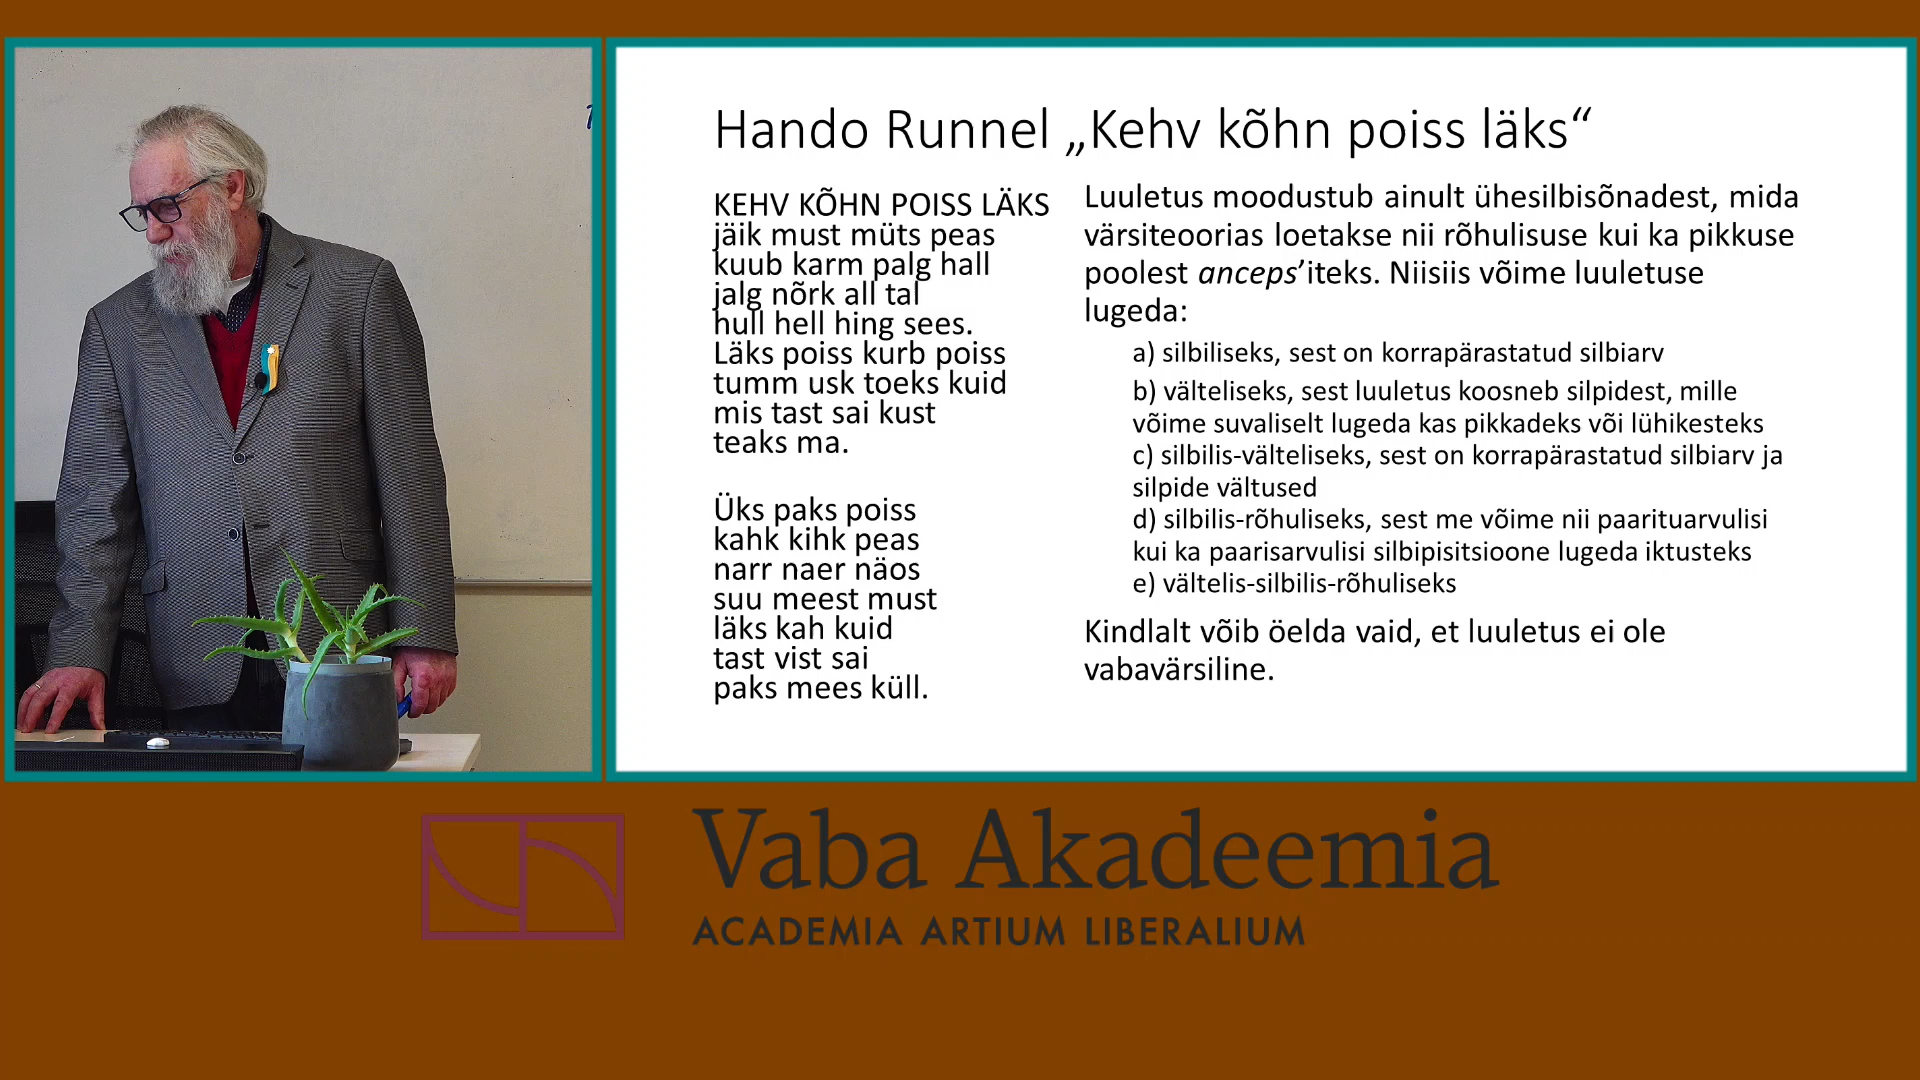 Hando Runnel „Kehv kõhn poiss läks“
KEHV KÕHN POISS LÄKS
jäik must müts peas
kuub karm palg hall
jalg nõrk all tal
hull hell hing sees.
Läks poiss kurb poiss
tumm usk toeks kuid
mis tast sai kust
teaks ma.
Üks paks poiss
kahk kihk peas
narr naer näos
suu meest must
läks kah kuid
tast vist sai
paks mees küll.
Luuletus moodustub ainult ühesilbisõnadest, mida
värsiteoorias loetakse nii rõhulisuse kui ka pikkuse
poolest anceps’iteks. Niisiis võime luuletuse
lugeda:
a) silbiliseks, sest on korrapärastatud silbiarv
b) välteliseks, sest luuletus koosneb silpidest, mille
võime suvaliselt lugeda kas pikkadeks või lühikesteks
c) silbilis-välteliseks, sest on korrapärastatud silbiarv ja
silpide vältused
d) silbilis-rõhuliseks, sest me võime nii paarituarvulisi
kui ka paarisarvulisi silbipisitsioone lugeda iktusteks
e) vältelis-silbilis-rõhuliseks
Kindlalt võib öelda vaid, et luuletus ei ole
vabavärsiline.
Vaba Akadeemia
ACADEMIA ARTIUM LIBERALIUM